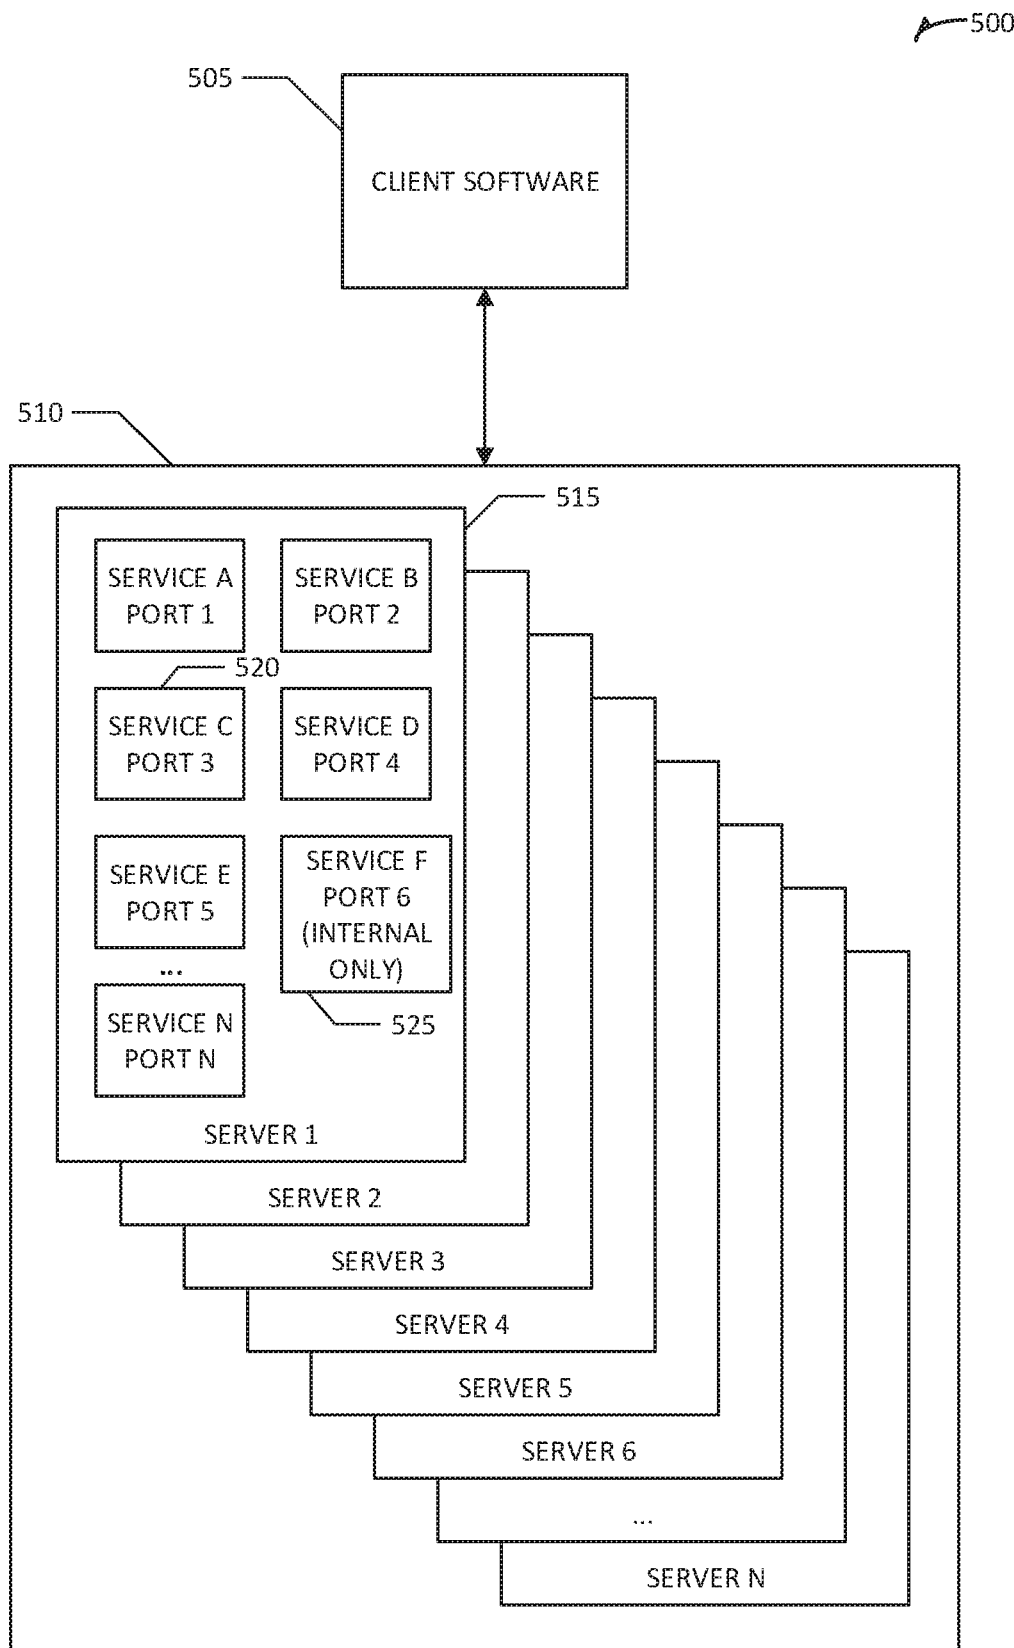 500
505
CLIENT SOFTWARE
510
515
SERVICE A
PORT 1
SERVICE B
PORT 2
520
SERVICE C
PORT 3
SERVICE D
PORT 4
SERVICE E
PORT 5
SERVICE F
PORT 6
(INTERNAL
ONLY)
...
SERVICE N
PORT N
525
SERVER 1
SERVER 2
SERVER 3
SERVER 4
SERVER 5
SERVER 6
...
SERVER N